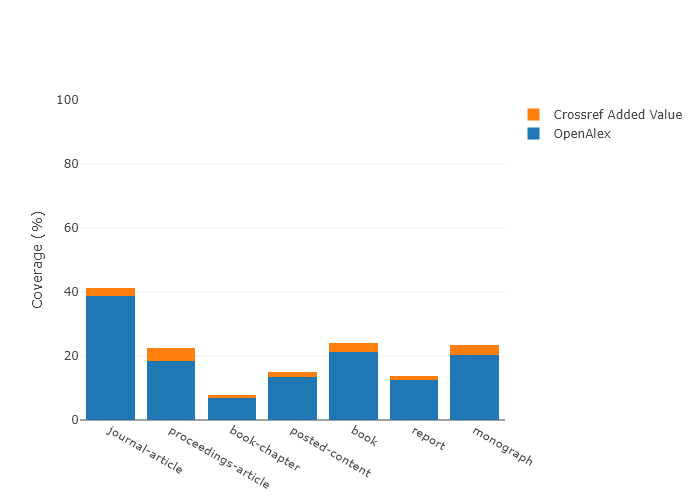 Crossref Added Value
OpenAlex
Coverage (%)
100
80
60
40
20
0
journal-article
proceedings-article
book-chapter
posted-content
book
report
monograph